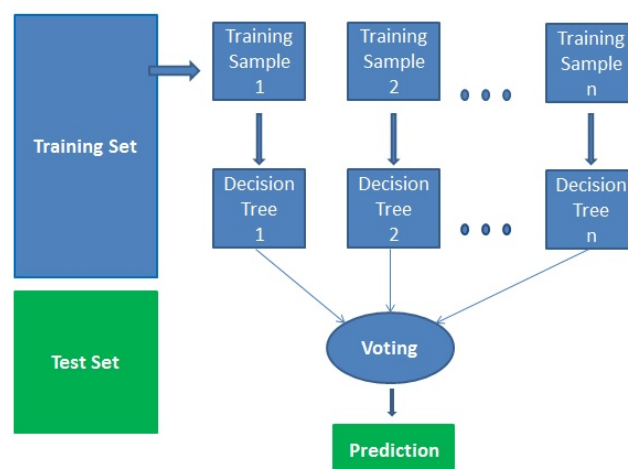 Training Set
Training
Sample
1
Training
Sample
2
Training
Sample
n
Decision
Tree
1
Decision
Tree
2
Decision
Tree
n
Test Set
Voting
Prediction